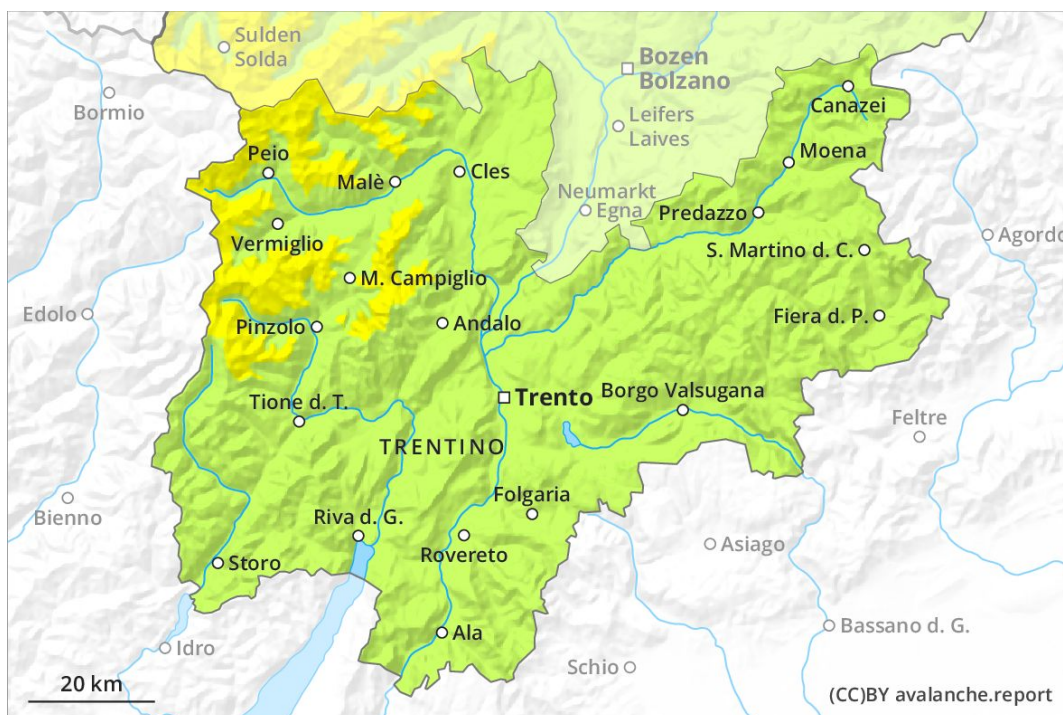 Sulden
Solda
Bozen
Bolzano
Bormio
Canazei
Leifers
Laives
Peio
Moena
Malè
Cles
Neumarkt
Egna
Predazzo
Vermiglio
Agordo
S. Martino d. C.
M. Campiglio
Edolo
Pinzolo
Andalo
Fiera d. P.
Trento
Borgo Valsugana
Tione d. T.
Feltre
TRENTINO
Folgaria
Bienno
Riva d. G.
Rovereto
Asiago
Storo
Ala
Bassano d. G.
Idro
Schio
20 km
(CC)BY avalanche.report